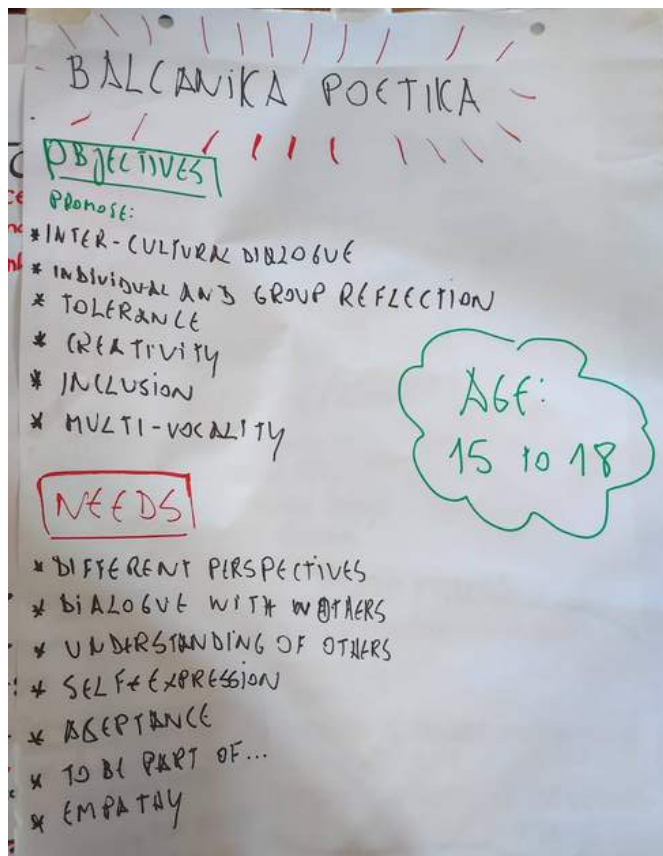 BALCANiKA POETIKA
OBJECTIVES
PROMOTE:
* INTER-CULTURAL DIALOGUE
* INDIVIDUAL AND GROUP REFLECTION
* TOLERANCE
* CREATIVITY
* INCLUSION
* MULTI-VOCALITY
AGE:
15 to 18
NEEDS
* DIFFERENT PERSPECTIVES
* DIALOGUE WITH OTHERS
* UNDERSTANDING OF OTHERS
* SELF EXPRESSION
* ACEPTANCE
* TO BE PART OF...
* EMPATHY